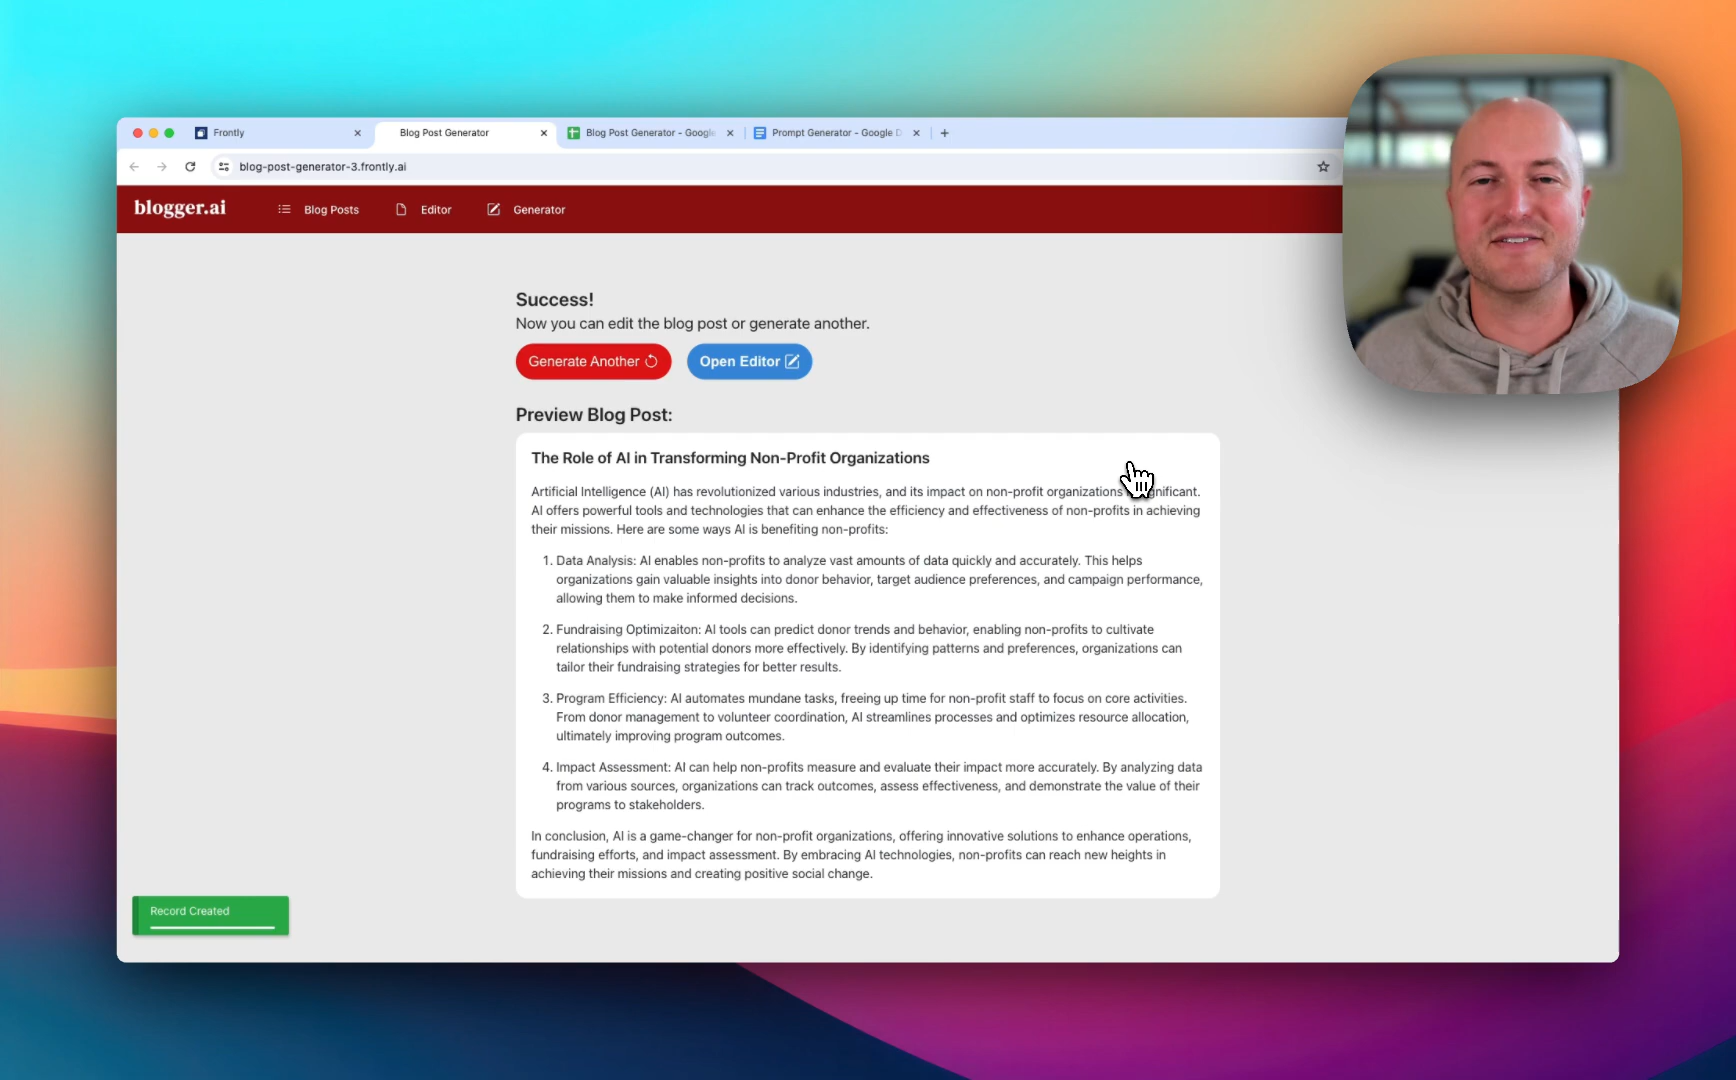 Frontly
Blog Post Generator
Blog Post Generator - Google
Prompt Generator - Google D
blog-post-generator-3.frontly.ai
blogger.ai
Blog Posts
Editor
Generator
Success!
Now you can edit the blog post or generate another.
Generate Another
Open Editor
Preview Blog Post:
The Role of AI in Transforming Non-Profit Organizations
Artificial Intelligence (AI) has revolutionized various industries, and its impact on non-profit organizations gnificant.
AI offers powerful tools and technologies that can enhance the efficiency and effectiveness of non-profits in achieving
their missions. Here are some ways AI is benefiting non-profits:
1. Data Analysis: AI enables non-profits to analyze vast amounts of data quickly and accurately. This helps
organizations gain valuable insights into donor behavior, target audience preferences, and campaign performance,
allowing them to make informed decisions.
2. Fundraising Optimizaiton: AI tools can predict donor trends and behavior, enabling non-profits to cultivate
relationships with potential donors more effectively. By identifying patterns and preferences, organizations can
tailor their fundraising strategies for better results.
3. Program Efficiency: AI automates mundane tasks, freeing up time for non-profit staff to focus on core activities.
From donor management to volunteer coordination, AI streamlines processes and optimizes resource allocation,
ultimately improving program outcomes.
4. Impact Assessment: AI can help non-profits measure and evaluate their impact more accurately. By analyzing data
from various sources, organizations can track outcomes, assess effectiveness, and demonstrate the value of their
programs to stakeholders.
In conclusion, AI is a game-changer for non-profit organizations, offering innovative solutions to enhance operations,
fundraising efforts, and impact assessment. By embracing AI technologies, non-profits can reach new heights in
achieving their missions and creating positive social change.
Record Created